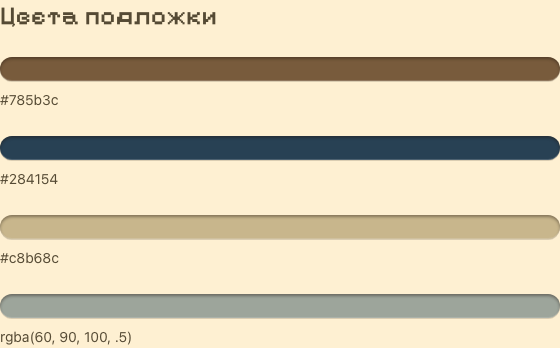 Цвета подложки
#785b3c
#284154
#c8b68c
rgba(60, 90, 100, .5)